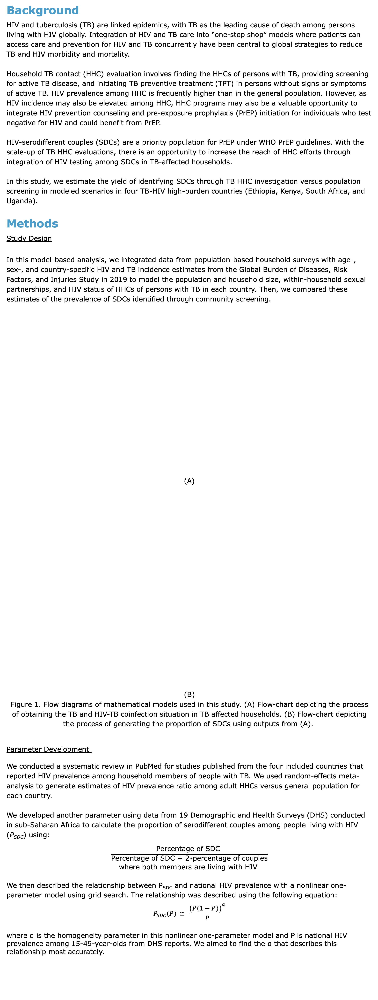 Background
HIV and tuberculosis (TB) are linked epidemics, with TB as the leading cause of death among persons
living with HIV globally. Integration of HIV and TB care into “one-stop shop” models where patients can
access care and prevention for HIV and TB concurrently have been central to global strategies to reduce
TB and HIV morbidity and mortality.
Household TB contact (HHC) evaluation involves finding the HHCs of persons with TB, providing screening
for active TB disease, and initiating TB preventive treatment (TPT) in persons without signs or symptoms
of active TB. HIV prevalence among HHC is frequently higher than in the general population. However, as
HIV incidence may also be elevated among HHC, HHC programs may also be a valuable opportunity to
integrate HIV prevention counseling and pre-exposure prophylaxis (PrEP) initiation for individuals who test
negative for HIV and could benefit from PrEP.
HIV-serodifferent couples (SDCs) are a priority population for PrEP under WHO PrEP guidelines. With the
scale-up of TB HHC evaluations, there is an opportunity to increase the reach of HHC efforts through
integration of HIV testing among SDCs in TB-affected households.
In this study, we estimate the yield of identifying SDCs through TB HHC investigation versus population
screening in modeled scenarios in four TB-HIV high-burden countries (Ethiopia, Kenya, South Africa, and
Uganda).
Methods
Study Design
In this model-based analysis, we integrated data from population-based household surveys with age-,
sex-, and country-specific HIV and TB incidence estimates from the Global Burden of Diseases, Risk
Factors, and Injuries Study in 2019 to model the population and household size, within-household sexual
partnerships, and HIV status of HHCs of persons with TB in each country. Then, we compared these
estimates of the prevalence of SDCs identified through community screening.
(A)
(B)
Figure 1. Flow diagrams of mathematical models used in this study. (A) Flow-chart depicting the process
of obtaining the TB and HIV-TB coinfection situation in TB affected households. (B) Flow-chart depicting
the process of generating the proportion of SDCs using outputs from (A).
Parameter Development
We conducted a systematic review in PubMed for studies published from the four included countries that
reported HIV prevalence among household members of people with TB. We used random-effects meta-
analysis to generate estimates of HIV prevalence ratio among adult HHCs versus general population for
each country.
We developed another parameter using data from 19 Demographic and Health Surveys (DHS) conducted
in sub-Saharan Africa to calculate the proportion of serodifferent couples among people living with HIV
(P_SDC) using:
Percentage of SDC
Percentage of SDC + 2*percentage of couples
where both members are living with HIV
We then described the relationship between P_SDC and national HIV prevalence with a nonlinear one-
parameter model using grid search. The relationship was described using the following equation:
P_SDC(P) ≅ (P(1 − P))^α / P
where ɑ is the homogeneity parameter in this nonlinear one-parameter model and P is national HIV
prevalence among 15-49-year-olds from DHS reports. We aimed to find the ɑ that describes this
relationship most accurately.